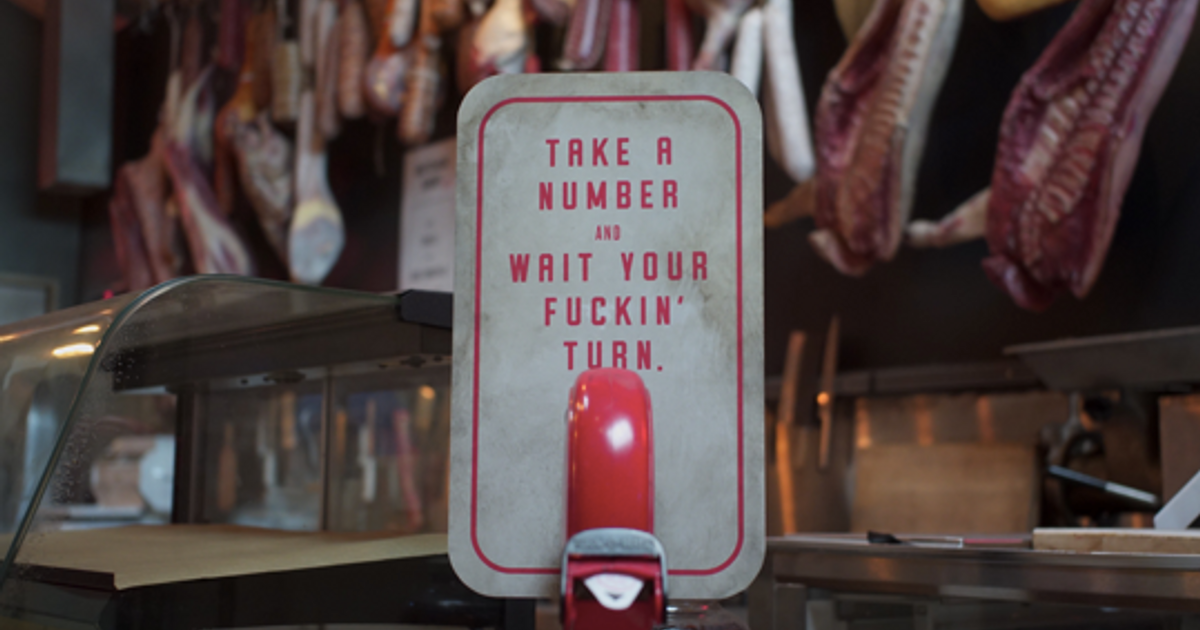 TAKE A
NUMBER
AND
WAIT YOUR
FUCKIN'
TURN.